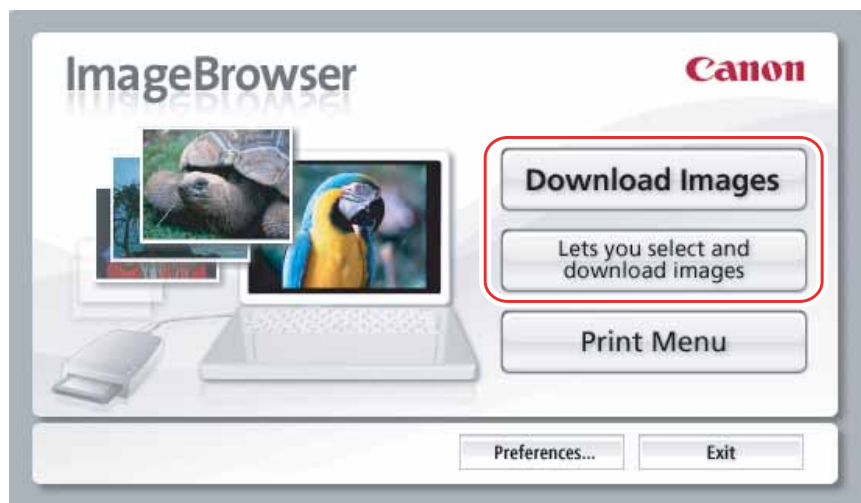 ImageBrowser
Canon
Download Images
Lets you select and
download images
Print Menu
Preferences...
Exit